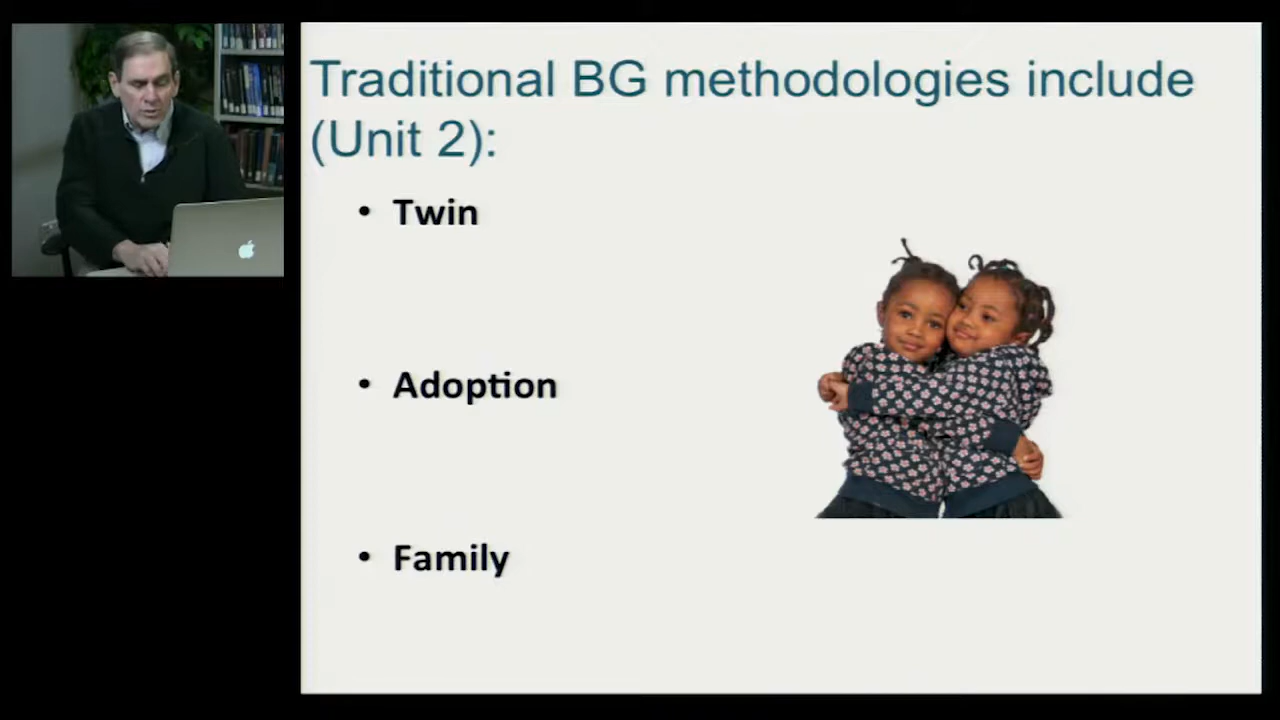 Traditional BG methodologies include
(Unit 2):
• Twin
• Adoption
• Family